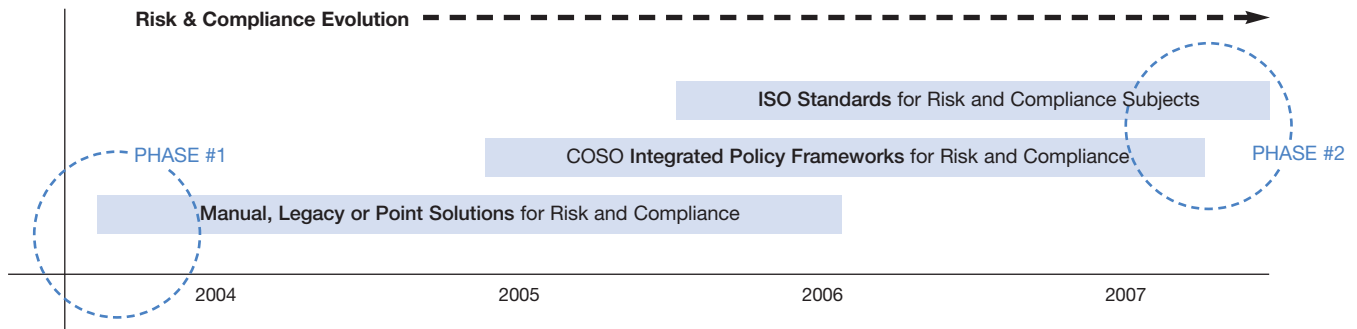 Risk & Compliance Evolution
ISO Standards for Risk and Compliance Subjects
PHASE #1
COSO Integrated Policy Frameworks for Risk and Compliance
PHASE #2
Manual, Legacy or Point Solutions for Risk and Compliance
2004
2005
2006
2007